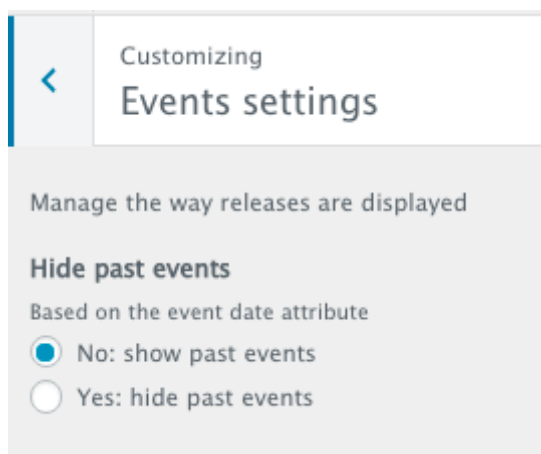 Customizing
Events settings
Manage the way releases are displayed
Hide past events
Based on the event date attribute
No: show past events
Yes: hide past events